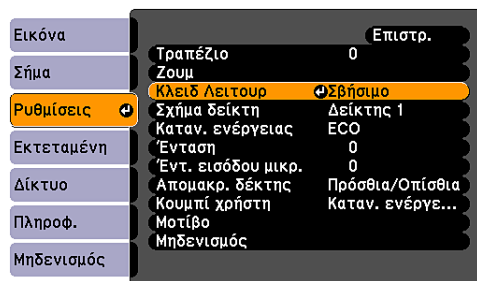 Εικόνα
Σήμα
Ρυθμίσεις
Εκτεταμένη
Δίκτυο
Πληροφ.
Μηδενισμός
Επιστρ.
Τραπέζιο 0
Ζουμ
Κλειδ Λειτουρ Σβήσιμο
Σχήμα δείκτη Δείκτης 1
Καταν. ενέργειας ECO
Ένταση 0
Έντ. εισόδου μικρ. 0
Απομακρ. δέκτης Πρόσθια/Οπίσθια
Κουμπί χρήστη Καταν. ενέργε...
Μοτίβο
Μηδενισμός